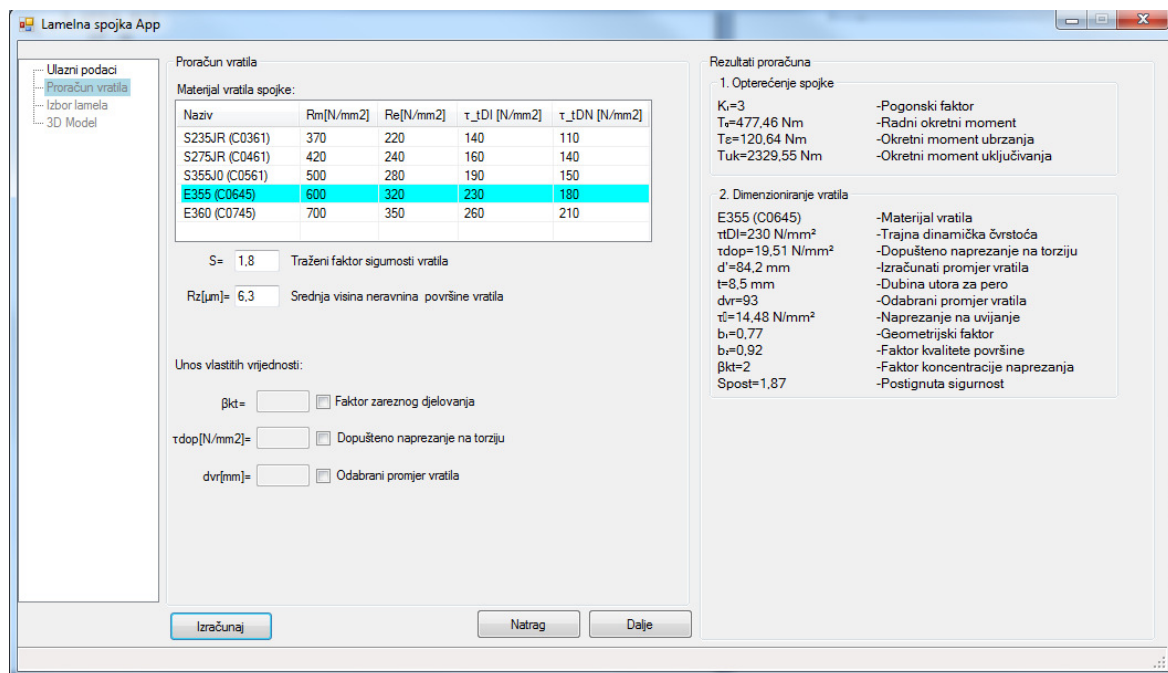 Lamelna spojka App
Ulazni podaci
Proračun vratila
Izbor lamela
3D Model
Proračun vratila
Materijal vratila spojke:
Naziv Rm[N/mm2] Re[N/mm2] τ_tDI [N/mm2] τ_tDN [N/mm2]
S235JR (C0361) 370 220 140 110
S275JR (C0461) 420 240 160 140
S355J0 (C0561) 500 280 190 150
E355 (C0645) 600 320 230 180
E360 (C0745) 700 350 260 210
S= 1,8 Traženi faktor sigurnosti vratila
Rz[µm]= 6,3 Srednja visina neravnina površine vratila
Unos vlastitih vrijednosti:
βkt= Faktor zareznog djelovanja
τdop[N/mm2]= Dopušteno naprezanje na torziju
dvr[mm]= Odabrani promjer vratila
Izračunaj
Natrag
Dalje
Rezultati proračuna
1. Opterećenje spojke
Kᵣ=3 -Pogonski faktor
=477,46 Nm -Radni okretni moment
Tε=120,64 Nm -Okretni moment ubrzanja
Tuk=2329,55 Nm -Okretni moment uključivanja
2. Dimenzioniranje vratila
E355 (C0645) -Materijal vratila
τtDI=230 N/mm² -Trajna dinamička čvrstoća
τdop=19,51 N/mm² -Dopušteno naprezanje na torziju
d'=84,2 mm -Izračunati promjer vratila
t=8,5 mm -Dubina utora za pero
dvr=93 -Odabrani promjer vratila
τ▯=14,48 N/mm² -Naprezanje na uvijanje
b₁=0,77 -Geometrijski faktor
b₂=0,92 -Faktor kvalitete površine
βkt=2 -Faktor koncentracije naprezanja
Spost=1,87 -Postignuta sigurnost